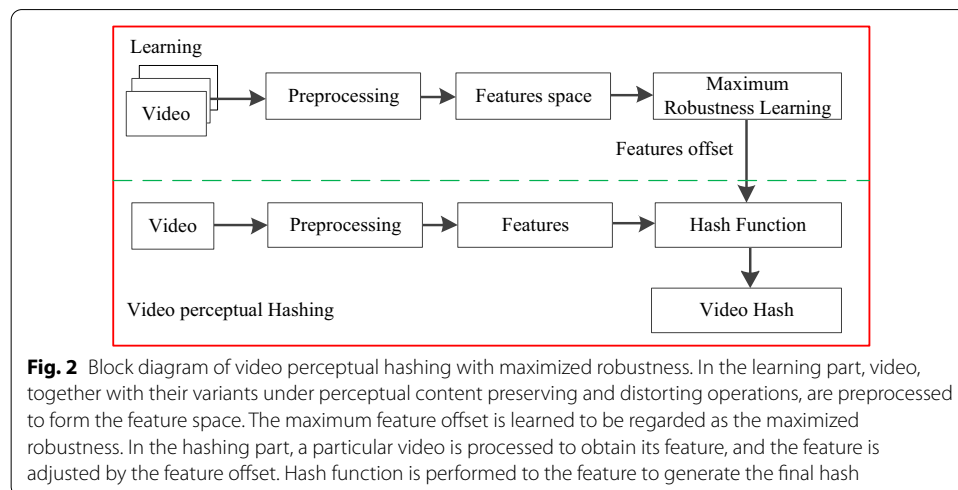 Learning
Video
Preprocessing
Features space
Maximum
Robustness Learning
Features offset
Video
Preprocessing
Features
Hash Function
Video perceptual Hashing
Video Hash
Fig. 2 Block diagram of video perceptual hashing with maximized robustness. In the learning part, video,
together with their variants under perceptual content preserving and distorting operations, are preprocessed
to form the feature space. The maximum feature offset is learned to be regarded as the maximized
robustness. In the hashing part, a particular video is processed to obtain its feature, and the feature is
adjusted by the feature offset. Hash function is performed to the feature to generate the final hash